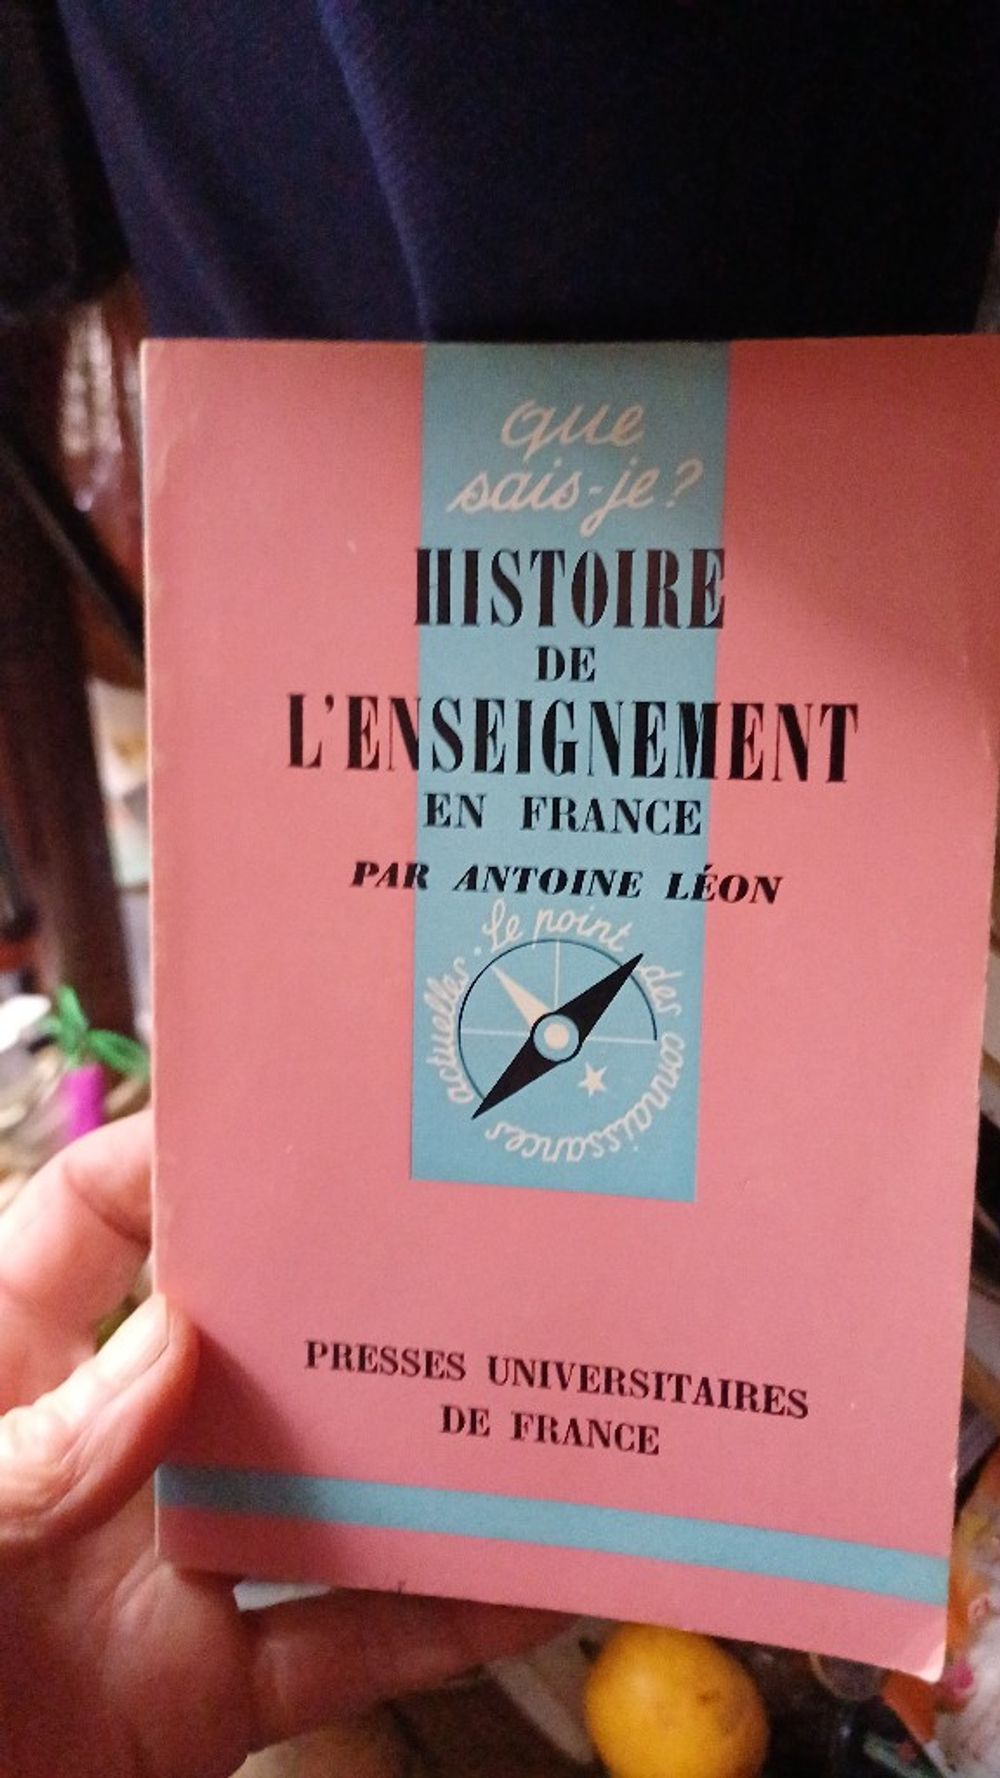 que
sais-je?
HISTOIRE
DE
L'ENSEIGNEMENT
EN FRANCE
PAR ANTOINE LÉON
Le point des connaissances actuelles.
PRESSES UNIVERSITAIRES
DE FRANCE